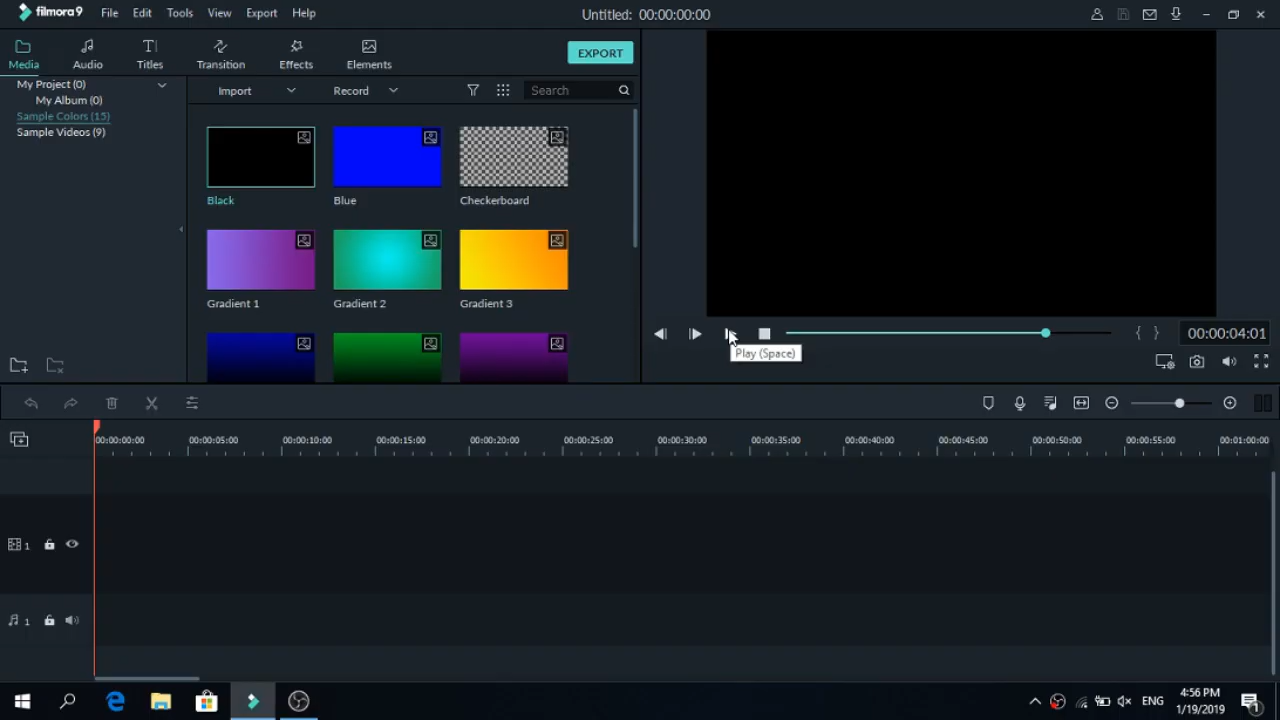 filmora9 File Edit Tools View Export Help Untitled: 00:00:00:00
Media Audio Titles Transition Effects Elements EXPORT
My Project (0)
My Album (0)
Sample Colors (15)
Sample Videos (9)
Import Record Search
Black Blue Checkerboard
Gradient 1 Gradient 2 Gradient 3
{ } 00:00:04:01
Play (Space)
00:00:00:00 00:00:05:00 00:00:10:00 00:00:15:00 00:00:20:00 00:00:25:00 00:00:30:00 00:00:35:00 00:00:40:00 00:00:45:00 00:00:50:00 00:00:55:00 00:01:00:00
1
1
ENG 4:56 PM
1/19/2019
1